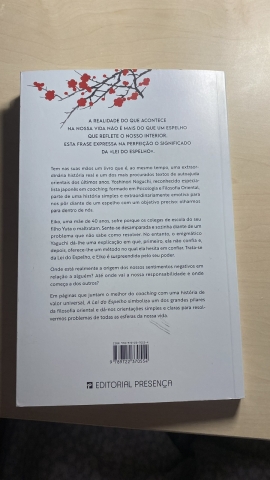 A REALIDADE DO QUE ACONTECE
NA NOSSA VIDA NÃO É MAIS DO QUE UM ESPELHO
QUE REFLETE O NOSSO INTERIOR.
ESTA FRASE EXPRESSA NA PERFEIÇÃO O SIGNIFICADO
DA «LEI DO ESPELHO».
Tem nas suas mãos um livro que é, ao mesmo tempo, uma extraor-
dinária história real e um dos mais procurados textos de autoajuda
orientais dos últimos anos. Yoshinori Noguchi, reconhecido especia-
lista japonês em coaching, formado em Psicologia e Filosofia Oriental,
parte de uma história simples e extraordinariamente emotiva para
nos pôr diante de um espelho com um objetivo preciso: olharmos
para dentro de nós.
Eiko, uma mãe de 40 anos, sofre porque os colegas de escola do seu
filho Yuta o maltratam. Sente-se desamparada e sozinha diante de um
problema que não sabe como resolver. No entanto, o enigmático
Yaguchi dá-lhe uma explicação em que, primeiro, ela não confia e,
depois, oferece-lhe um método no qual ela hesita em confiar. Trata-se
da Lei do Espelho, e Eiko é surpreendida pelo seu poder.
Onde está realmente a origem dos nossos sentimentos negativos em
relação a alguém? Até onde vai a nossa responsabilidade e onde
começa a dos outros?
Em páginas que juntam o melhor do coaching com uma história de
valor universal, A Lei do Espelho simboliza um dos grandes pilares
da filosofia oriental e dá-nos orientações simples e claras para resol-
vermos problemas de todas as esferas da nossa vida.
EDITORIAL PRESENÇA